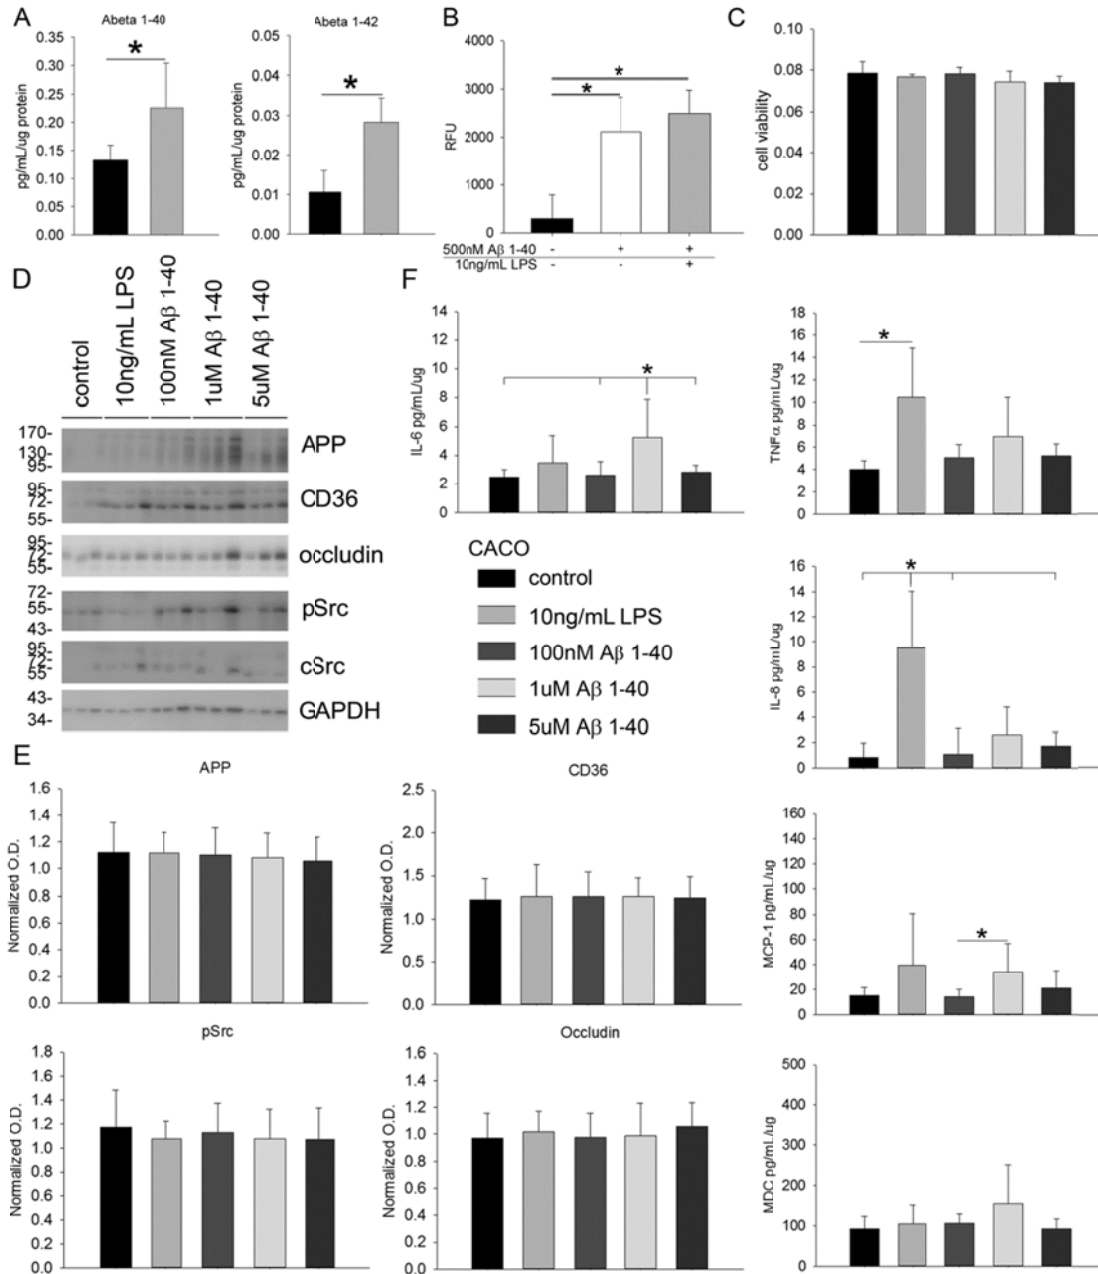 A
Abeta 1-40
pg/mL/ug protein
0.35
0.30
0.25
0.20
0.15
0.10
0.05
0.00
*
Abeta 1-42
pg/mL/ug protein
0.05
0.04
0.03
0.02
0.01
0.00
*
B
RFU
4000
3000
2000
1000
0
*
*
500nM Aβ 1-40 - + +
10ng/mL LPS - - +
C
cell viability
0.10
0.08
0.06
0.04
0.02
0.00
D
control
10ng/mL LPS
100nM Aβ 1-40
1uM Aβ 1-40
5uM Aβ 1-40
170-
130-
95-
APP
95-
72-
55-
CD36
95-
72-
55-
occludin
72-
55-
43-
pSrc
95-
72-
55-
cSrc
43-
34-
GAPDH
E
APP
Normalized O.D.
1.6
1.4
1.2
1.0
0.8
0.6
0.4
0.2
0.0
CD36
Normalized O.D.
2.5
2.0
1.5
1.0
0.5
0.0
pSrc
Normalized O.D.
1.8
1.6
1.4
1.2
1.0
0.8
0.6
0.4
0.2
0.0
Occludin
Normalized O.D.
1.6
1.4
1.2
1.0
0.8
0.6
0.4
0.2
0.0
F
IL-6 pg/mL/ug
14
12
10
8
6
4
2
0
*
CACO
control
10ng/mL LPS
100nM Aβ 1-40
1uM Aβ 1-40
5uM Aβ 1-40
TNFα pg/mL/ug
18
16
14
12
10
8
6
4
2
0
*
IL-8 pg/mL/ug
16
14
12
10
8
6
4
2
0
*
MCP-1 pg/mL/ug
160
140
120
100
80
60
40
20
0
*
MDC pg/mL/ug
500
400
300
200
100
0